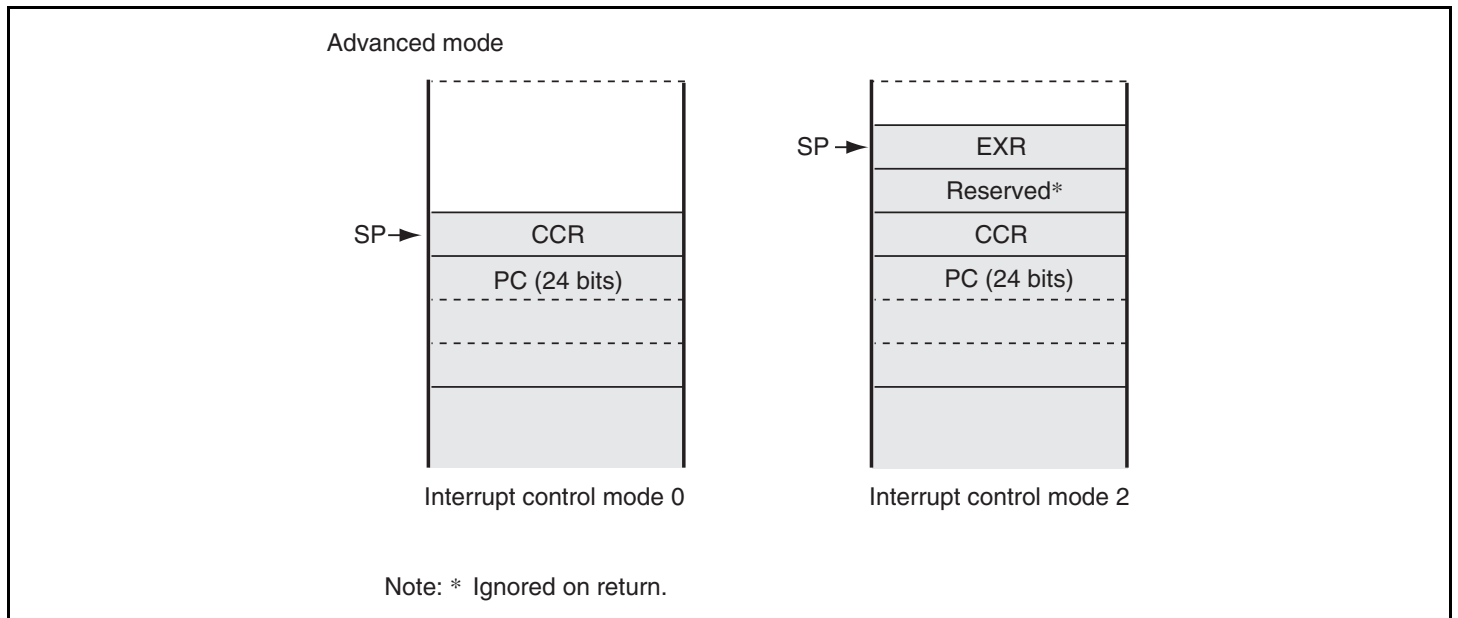 Advanced mode
SP
CCR
PC (24 bits)
Interrupt control mode 0
SP
EXR
Reserved*
CCR
PC (24 bits)
Interrupt control mode 2
Note: * Ignored on return.